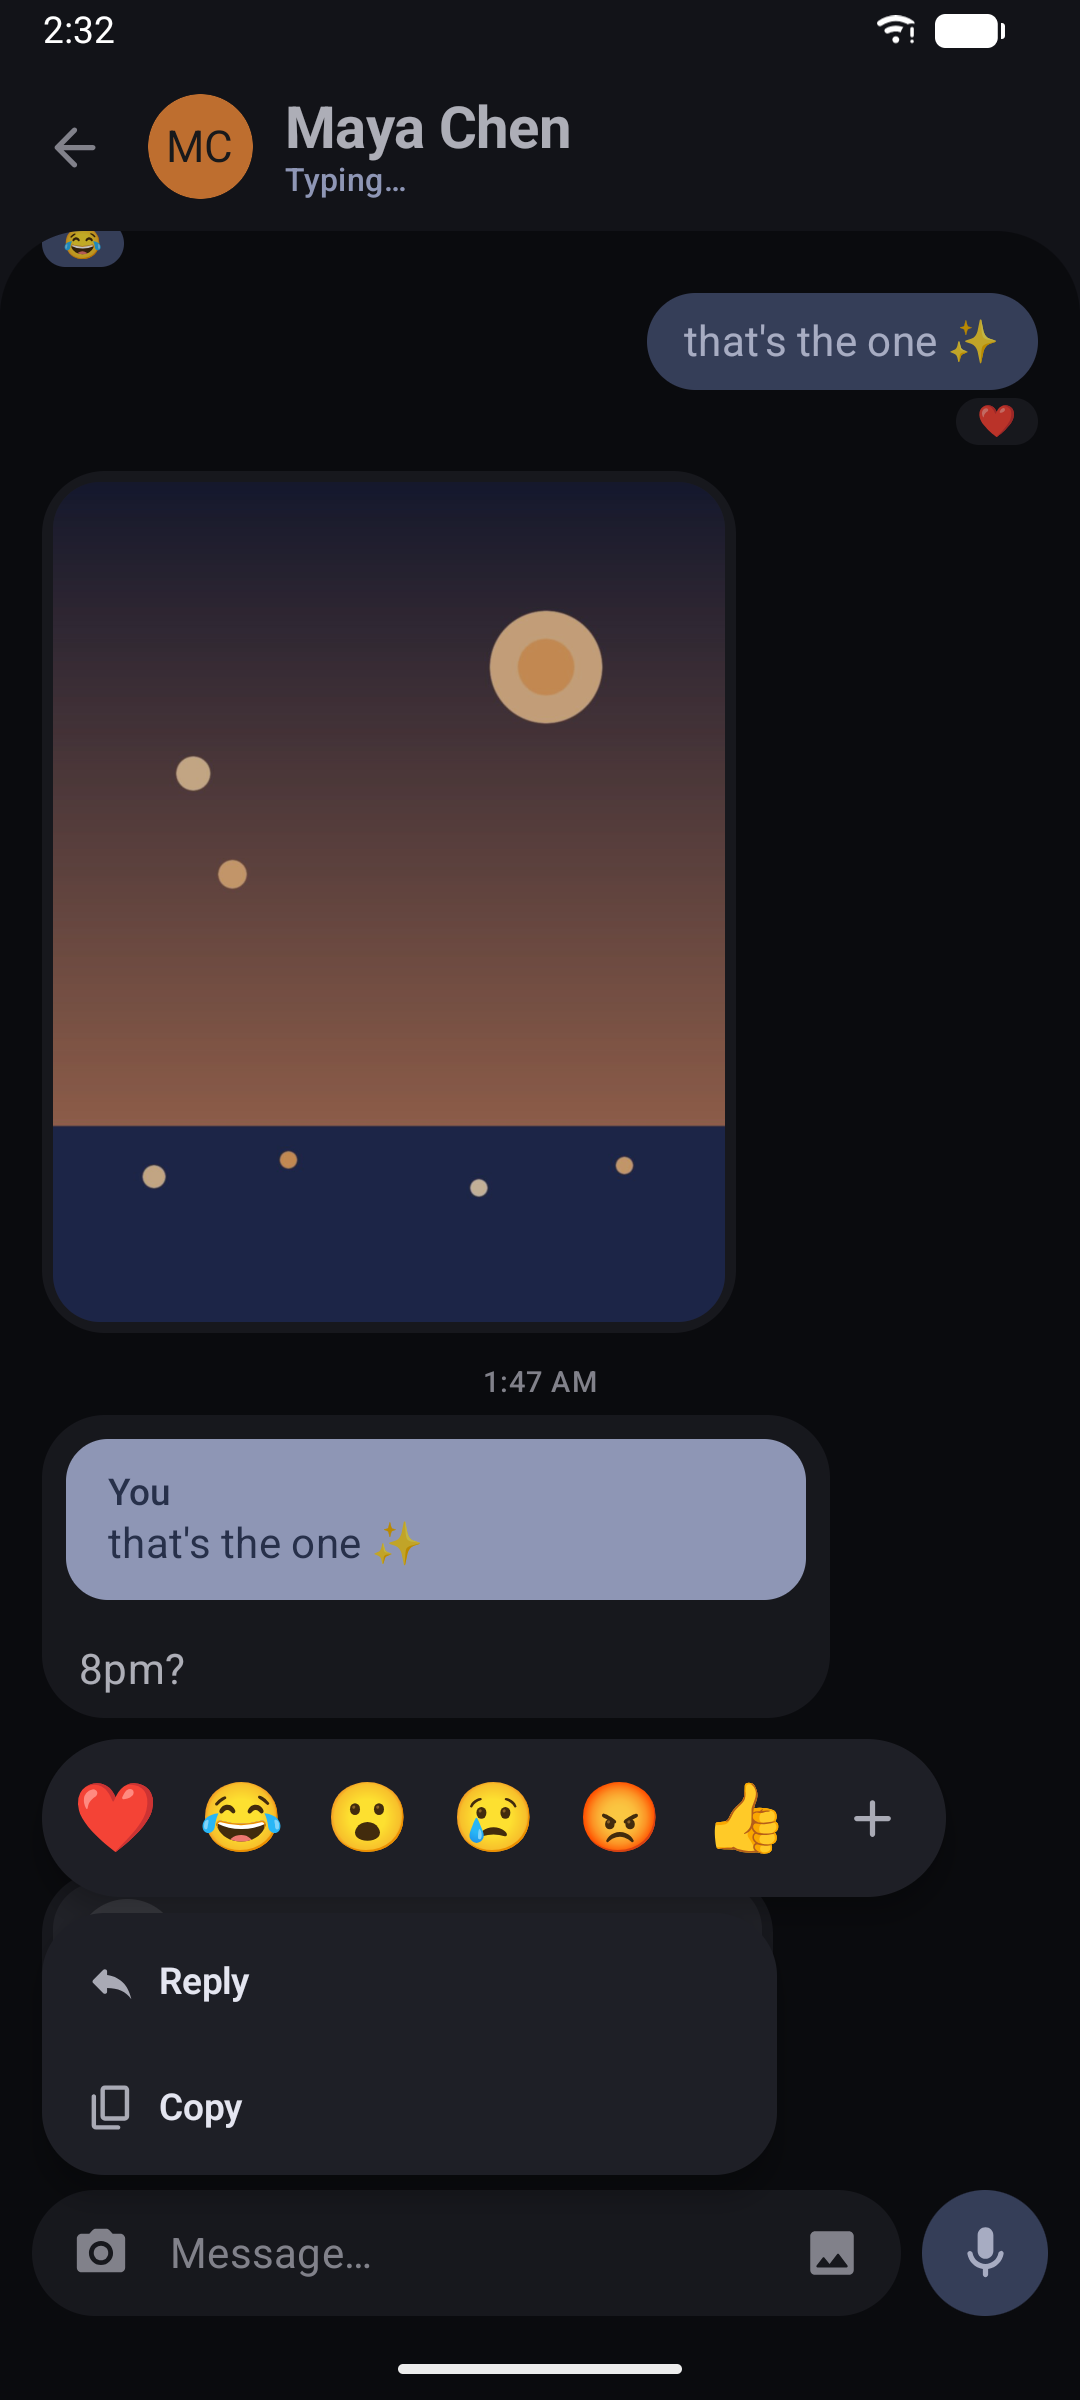 2:32
MC
Maya Chen
Typing…
😂
that's the one ✨
❤️
1:47 AM
You
that's the one ✨
8pm?
❤️ 😂 😮 😢 😡 👍 +
Reply
Copy
Message…